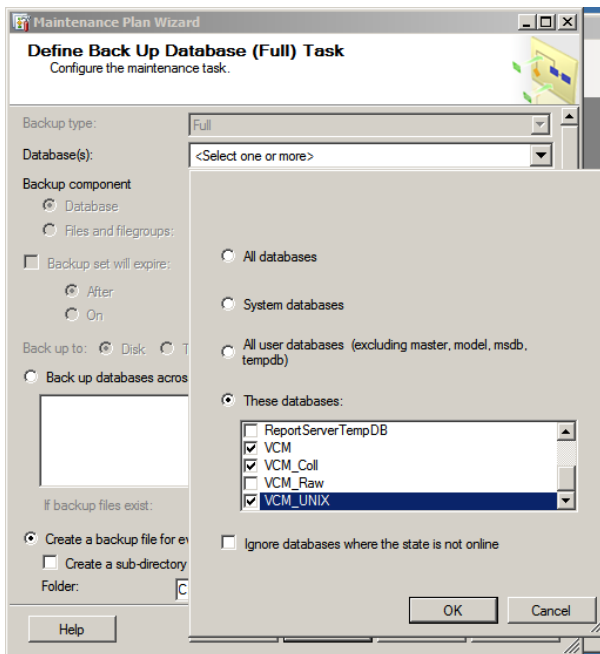 Maintenance Plan Wizard
Define Back Up Database (Full) Task
Configure the maintenance task.
Backup type:
Full
Database(s):
<Select one or more>
Backup component
Database
Files and filegroups:
Backup set will expire:
After
On
Back up to:
Disk
T
Back up databases acros
If backup files exist:
Create a backup file for ev
Create a sub-directory
Folder:
C
Help
All databases
System databases
All user databases (excluding master, model, msdb,
tempdb)
These databases:
ReportServerTempDB
VCM
VCM_Coll
VCM_Raw
VCM_UNIX
Ignore databases where the state is not online
OK
Cancel